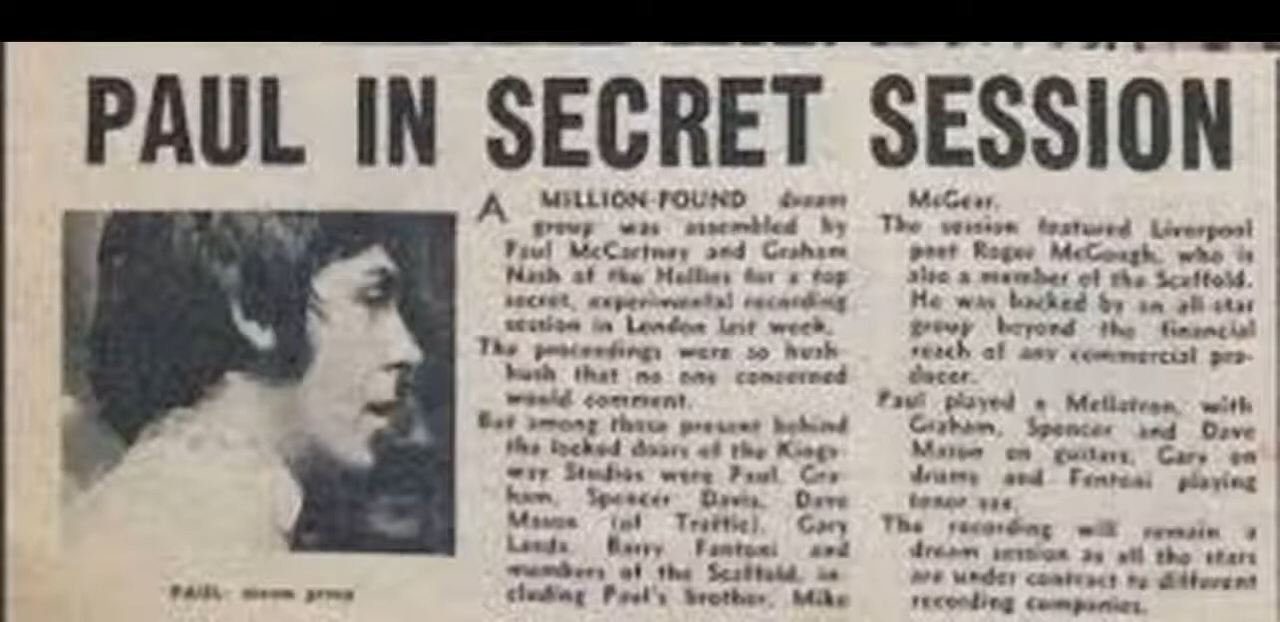 PAUL IN SECRET SESSION
A MILLION-POUND dream
group was assembled by
Paul McCartney and Graham
Nash of the Hollies for a top
secret, experimental recording
session in London last week.
The proceedings were so hush-
hush that no one concerned
would comment.
But among those present behind
the locked doors of the Kings-
way Studios were Paul, Gra-
ham, Spencer Davis, Dave
Mason (of Traffic), Gary
Leeds, Barry Fantoni and
members of the Scaffold, in-
cluding Paul's brother, Mike
McGear.
The session featured Liverpool
poet Roger McGough, who is
also a member of the Scaffold.
He was backed by an all-star
group beyond the financial
reach of any commercial pro-
ducer.
Paul played a Mellotron, with
Graham, Spencer and Dave
Mason on guitars, Gary on
drums and Fantoni playing
tenor sax.
The recording will remain a
dream session as all the stars
are under contract to different
recording companies.
PAUL: dream group